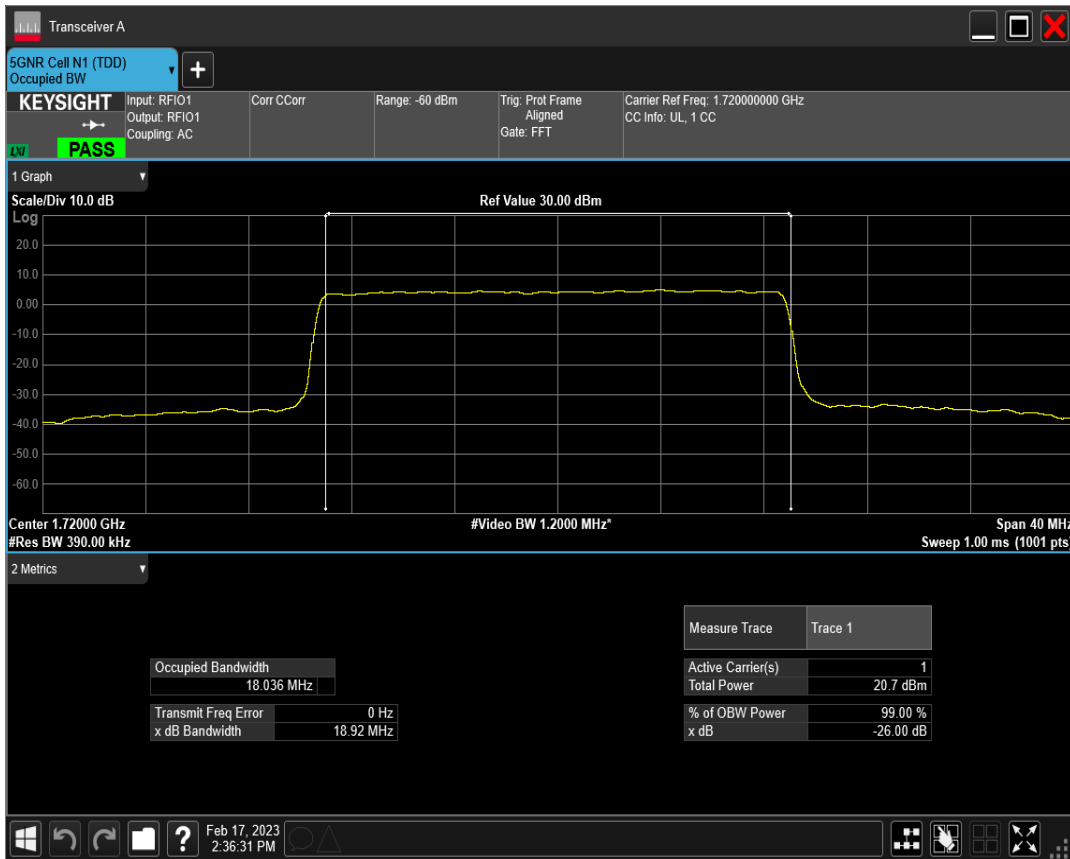 Transceiver A
5GNR Cell N1 (TDD)
Occupied BW
KEYSIGHT
LXI
PASS
Input: RFIO1
Output: RFIO1
Coupling: AC
Corr CCorr
Range: -60 dBm
Trig: Prot Frame
Aligned
Gate: FFT
Carrier Ref Freq: 1.720000000 GHz
CC Info: UL, 1 CC
1 Graph
Scale/Div 10.0 dB
Ref Value 30.00 dBm
Log
20.0
10.0
0.00
-10.0
-20.0
-30.0
-40.0
-50.0
-60.0
Center 1.72000 GHz
#Video BW 1.2000 MHz*
Span 40 MHz
#Res BW 390.00 kHz
Sweep 1.00 ms (1001 pts)
2 Metrics
Measure Trace Trace 1
Occupied Bandwidth
18.036 MHz
Active Carrier(s) 1
Total Power 20.7 dBm
Transmit Freq Error 0 Hz
x dB Bandwidth 18.92 MHz
% of OBW Power 99.00 %
x dB -26.00 dB
?
Feb 17, 2023
2:36:31 PM